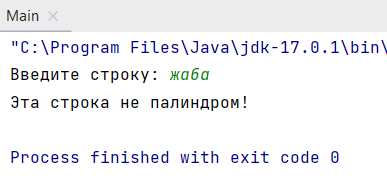 Main
"C:\Program Files\Java\jdk-17.0.1\bin\
Введите строку: жаба
Эта строка не палиндром!
Process finished with exit code 0